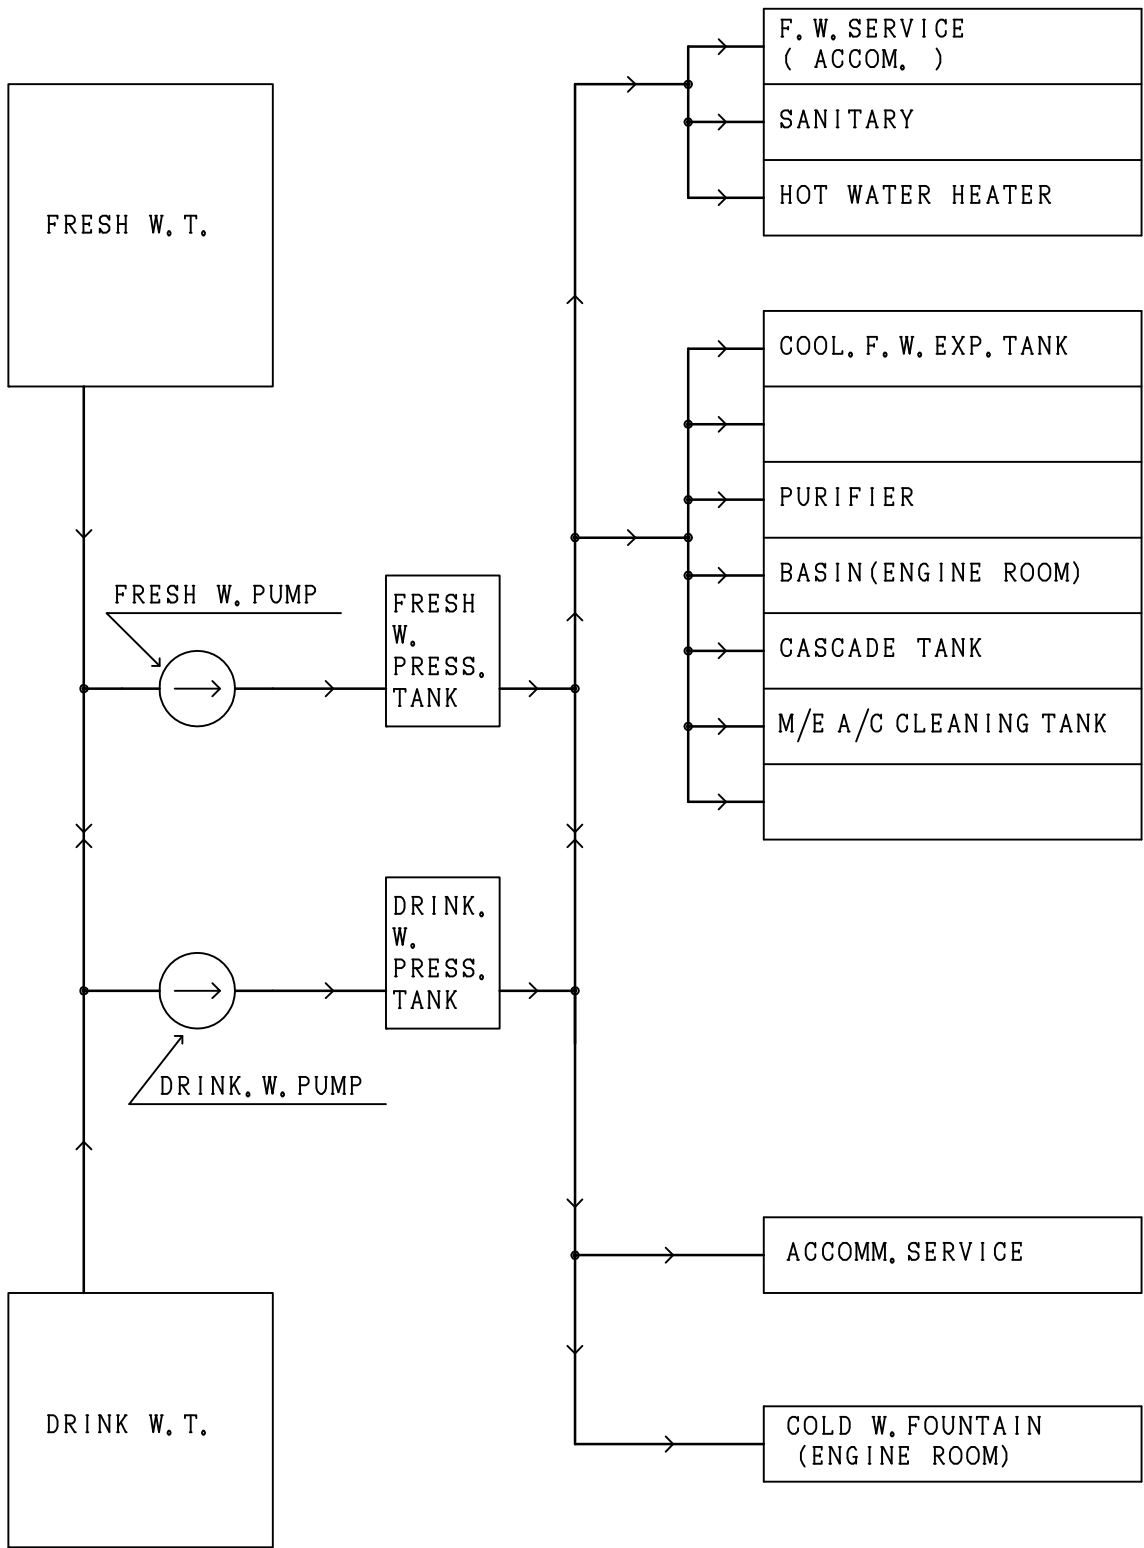 F.W.SERVICE
( ACCOM. )
SANITARY
HOT WATER HEATER
FRESH W.T.
COOL.F.W.EXP.TANK
PURIFIER
BASIN(ENGINE ROOM)
CASCADE TANK
M/E A/C CLEANING TANK
FRESH W.PUMP
FRESH
W.
PRESS.
TANK
DRINK.
W.
PRESS.
TANK
DRINK.W.PUMP
ACCOMM.SERVICE
DRINK W.T.
COLD W.FOUNTAIN
(ENGINE ROOM)